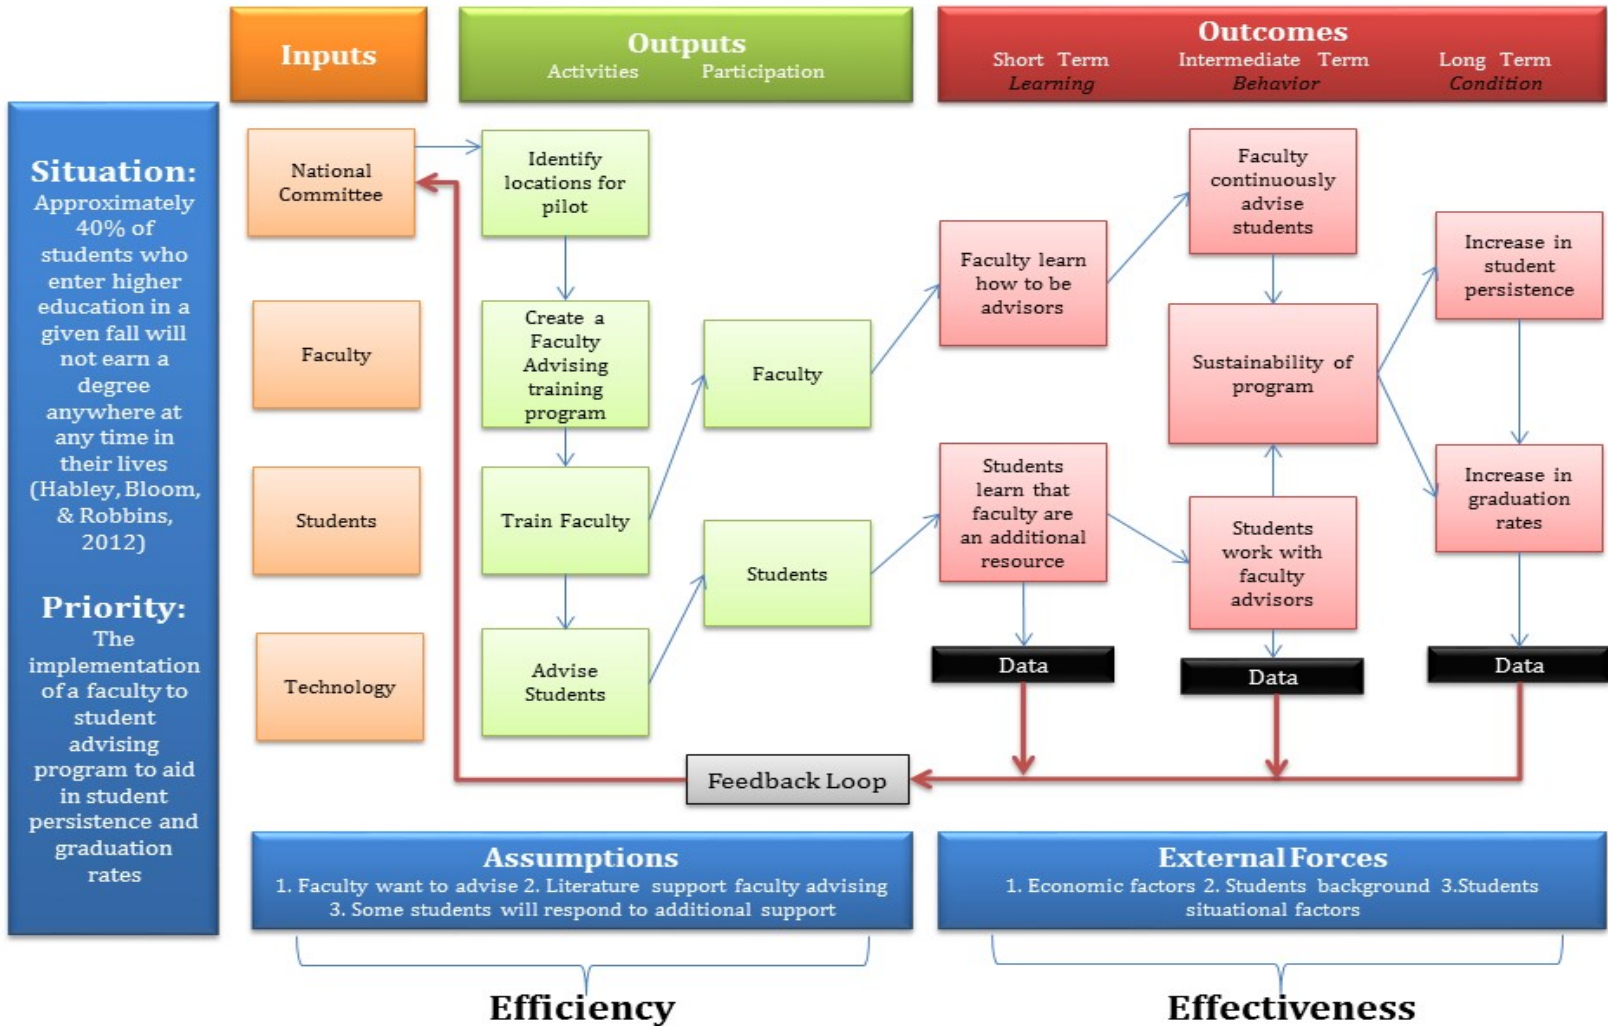 Inputs
Outputs
Activities Participation
Outcomes
Short Term Intermediate Term Long Term
Learning Behavior Condition
Situation:
Approximately
40% of
students who
enter higher
education in a
given fall will
not earn a
degree
anywhere at
any time in
their lives
(Habley, Bloom,
& Robbins,
2012)
Priority:
The
implementation
of a faculty to
student
advising
program to aid
in student
persistence and
graduation
rates
National
Committee
Faculty
Students
Technology
Identify
locations for
pilot
Create a
Faculty
Advising
training
program
Train Faculty
Advise
Students
Faculty
Students
Faculty learn
how to be
advisors
Students
learn that
faculty are
an additional
resource
Data
Faculty
continuously
advise
students
Sustainability of
program
Students
work with
faculty
advisors
Data
Increase in
student
persistence
Increase in
graduation
rates
Data
Feedback Loop
Assumptions
1. Faculty want to advise 2. Literature support faculty advising
3. Some students will respond to additional support
External Forces
1. Economic factors 2. Students background 3.Students
situational factors
Efficiency
Effectiveness